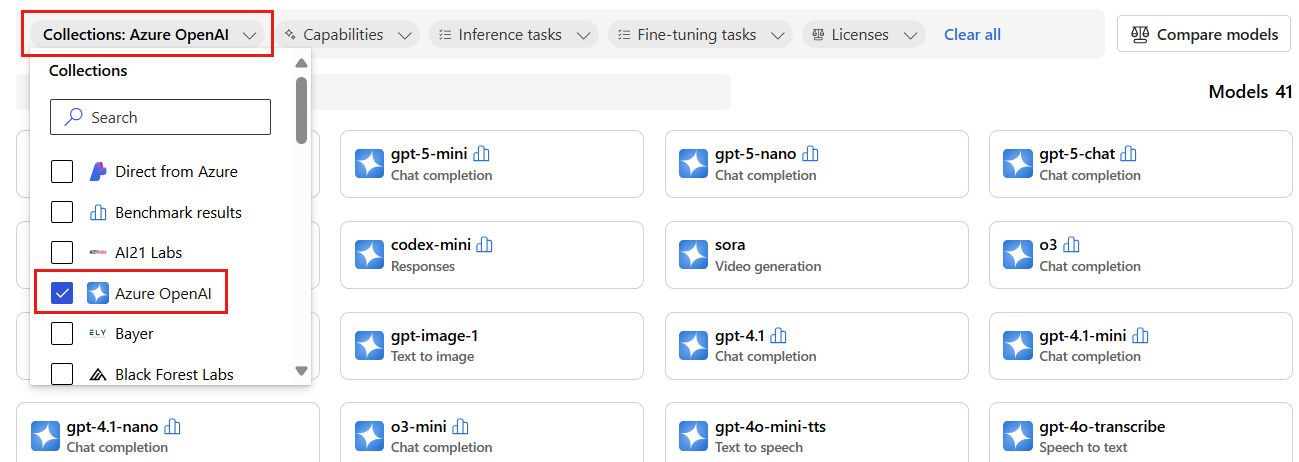 Collections: Azure OpenAI
Capabilities
Inference tasks
Fine-tuning tasks
Licenses
Clear all
Compare models
Collections
Search
Direct from Azure
Benchmark results
AI21 Labs
Azure OpenAI
ELY
Bayer
Black Forest Labs
Models 41
gpt-5-mini
Chat completion
gpt-5-nano
Chat completion
gpt-5-chat
Chat completion
codex-mini
Responses
sora
Video generation
o3
Chat completion
gpt-image-1
Text to image
gpt-4.1
Chat completion
gpt-4.1-mini
Chat completion
gpt-4.1-nano
Chat completion
o3-mini
Chat completion
gpt-4o-mini-tts
Text to speech
gpt-4o-transcribe
Speech to text